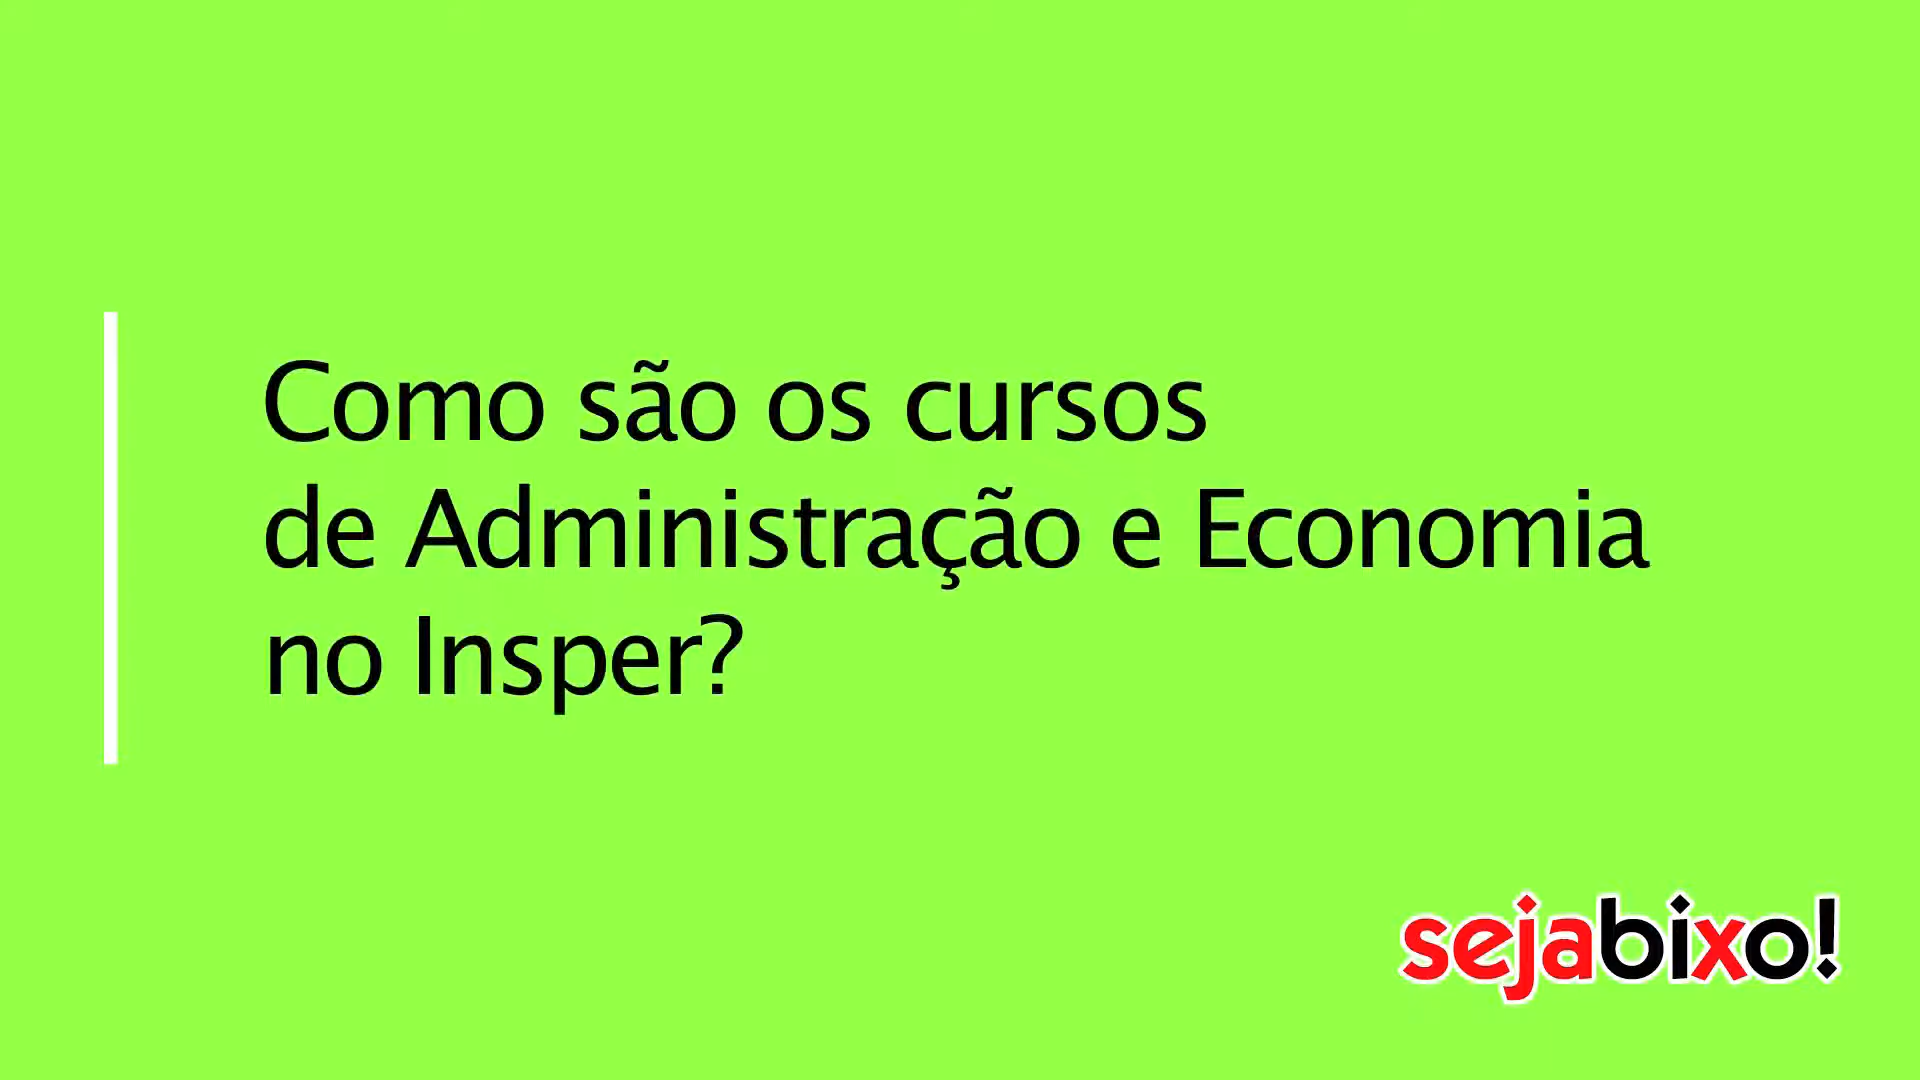 Como são os cursos
de Administração e Economia
no Insper?
sejabixo!